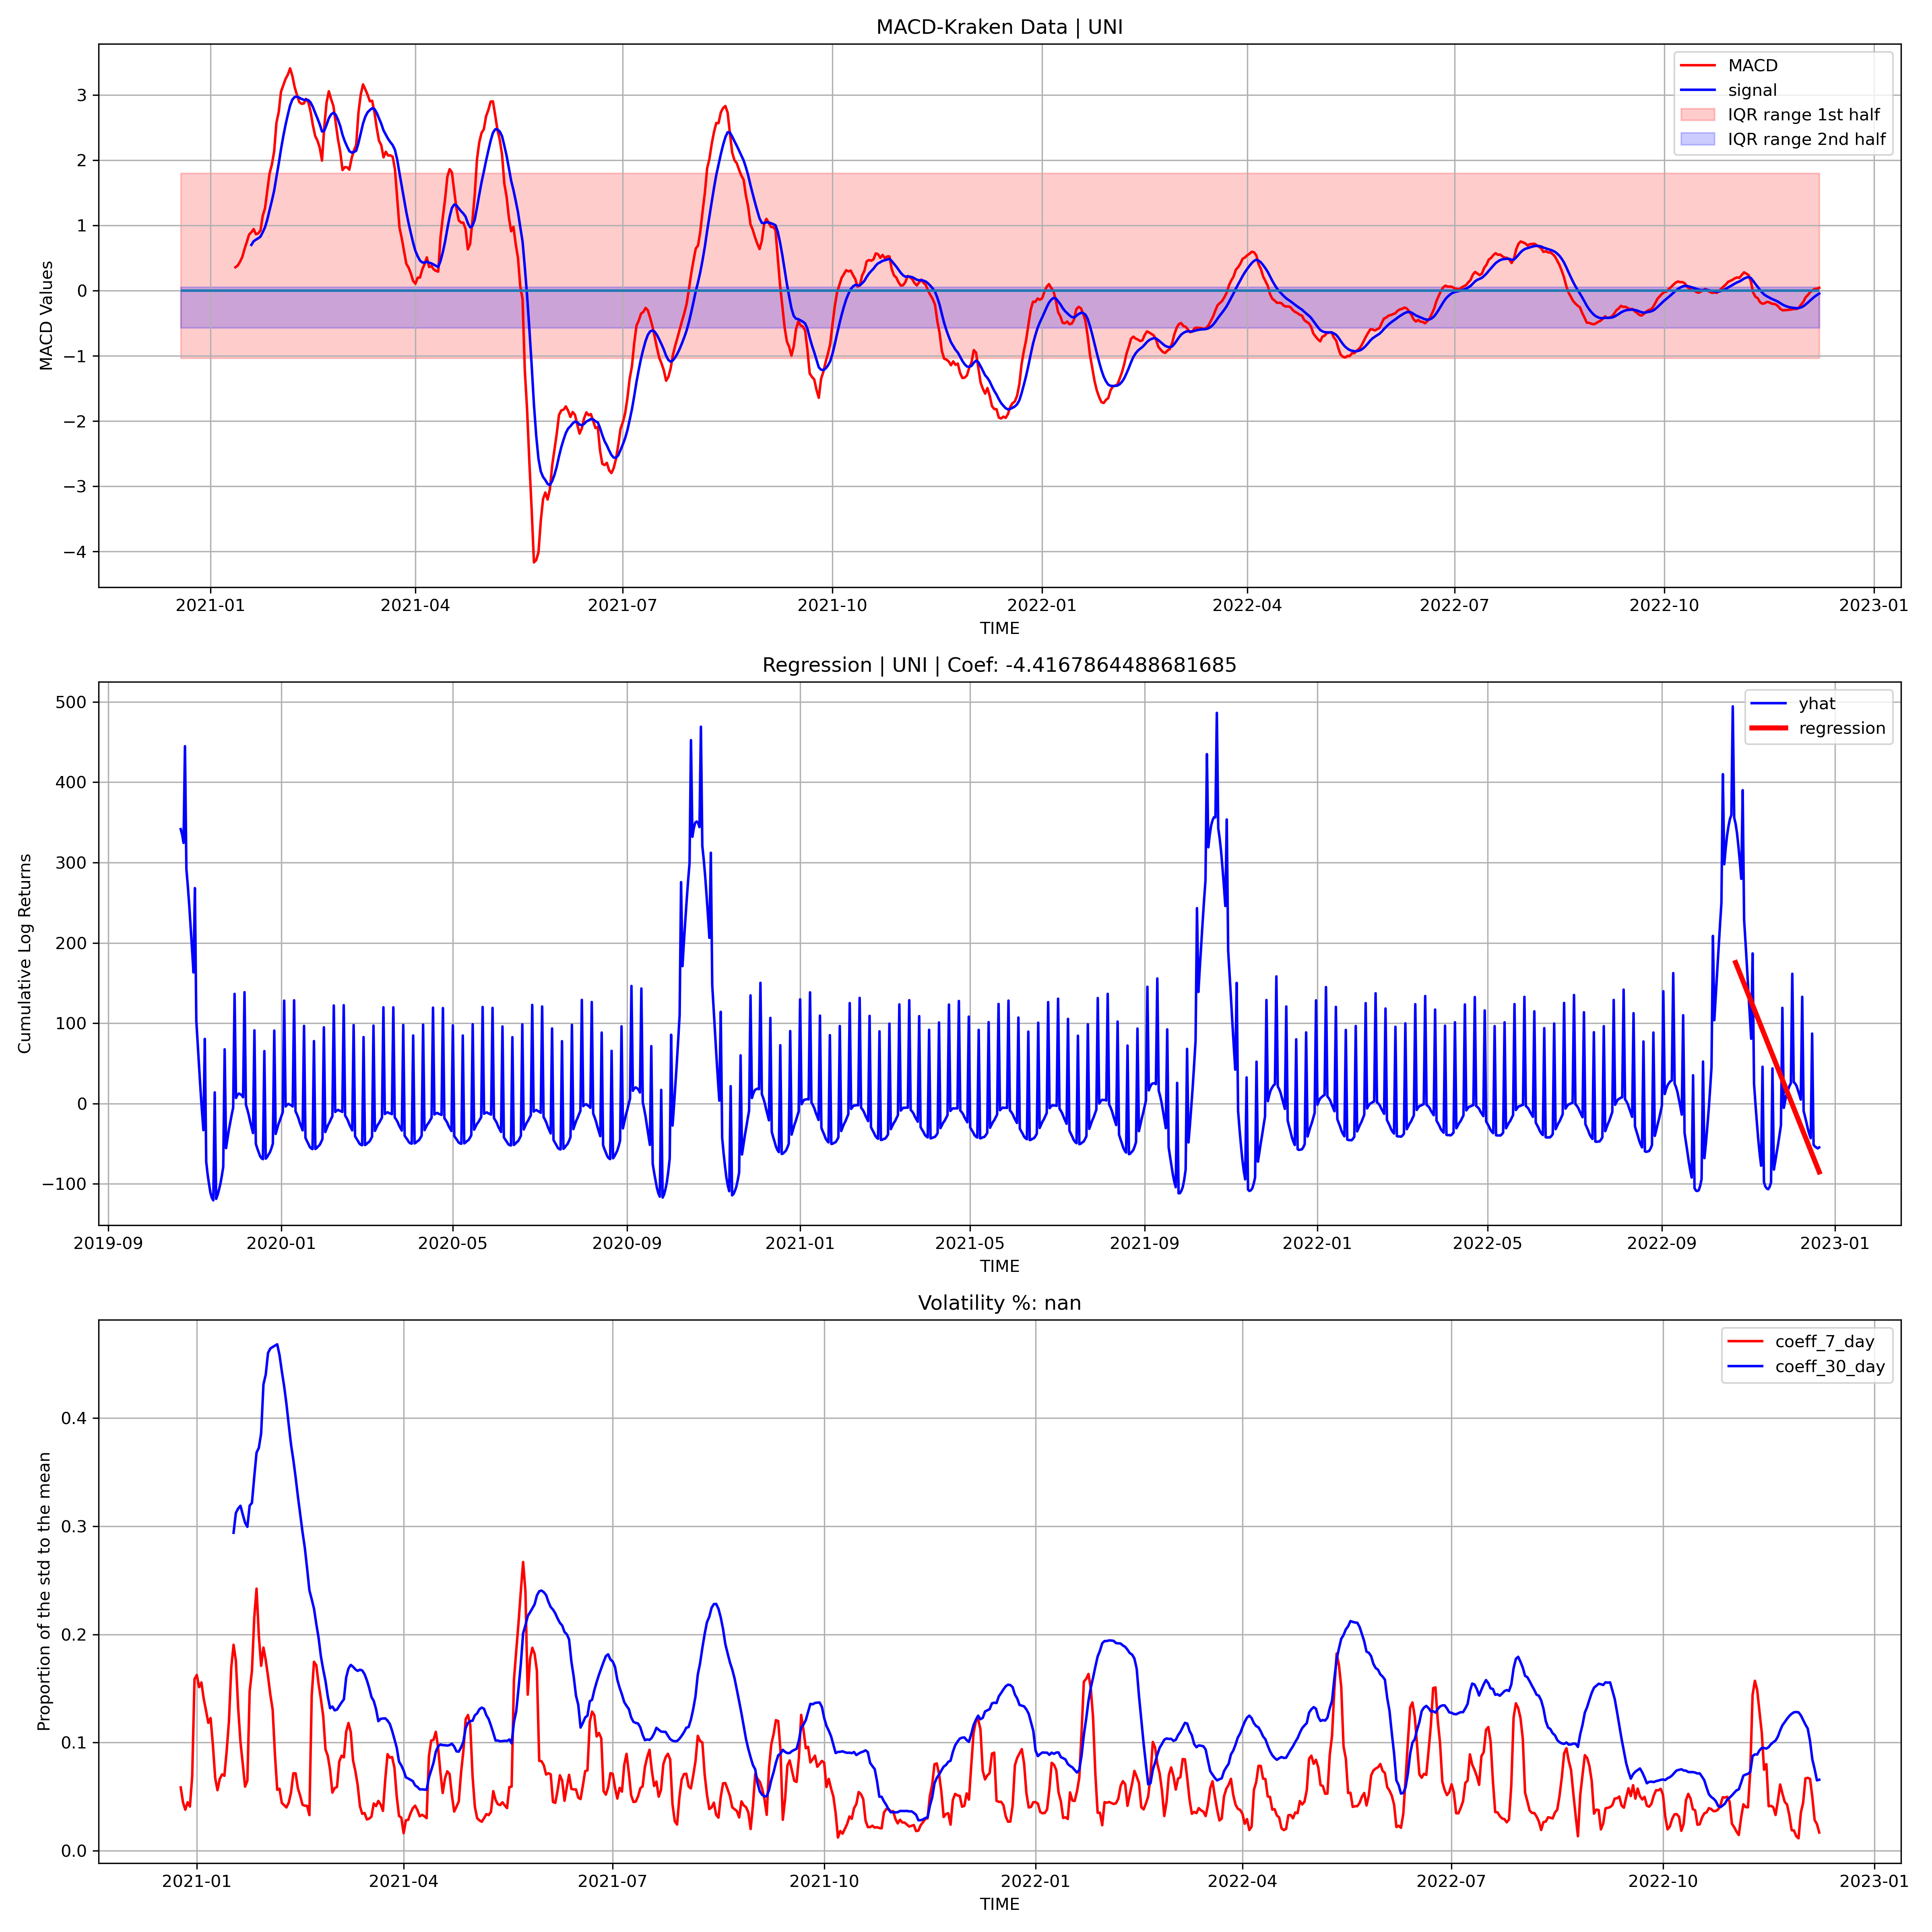 MACD-Kraken Data | UNI
MACD
signal
IQR range 1st half
IQR range 2nd half
MACD Values
3
2
1
0
−1
−2
−3
−4
2021-01
2021-04
2021-07
2021-10
2022-01
2022-04
2022-07
2022-10
2023-01
TIME
Regression | UNI | Coef: -4.4167864488681685
yhat
regression
Cumulative Log Returns
500
400
300
200
100
0
−100
2019-09
2020-01
2020-05
2020-09
2021-01
2021-05
2021-09
2022-01
2022-05
2022-09
2023-01
TIME
Volatility %: nan
coeff_7_day
coeff_30_day
Proportion of the std to the mean
0.4
0.3
0.2
0.1
0.0
2021-01
2021-04
2021-07
2021-10
2022-01
2022-04
2022-07
2022-10
2023-01
TIME